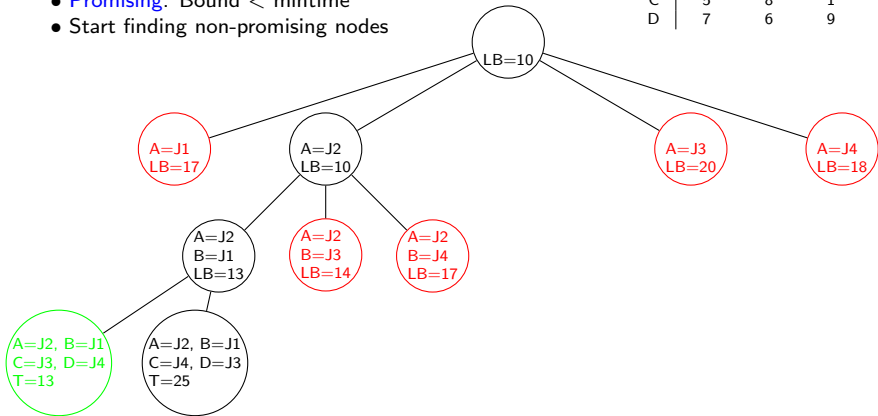 • Promising: Bound < mintime
• Start finding non-promising nodes
C 5 8 1
D 7 6 9
LB=10
A=J1
LB=17
A=J2
LB=10
A=J3
LB=20
A=J4
LB=18
A=J2
B=J1
LB=13
A=J2
B=J3
LB=14
A=J2
B=J4
LB=17
A=J2, B=J1
C=J3, D=J4
T=13
A=J2, B=J1
C=J4, D=J3
T=25